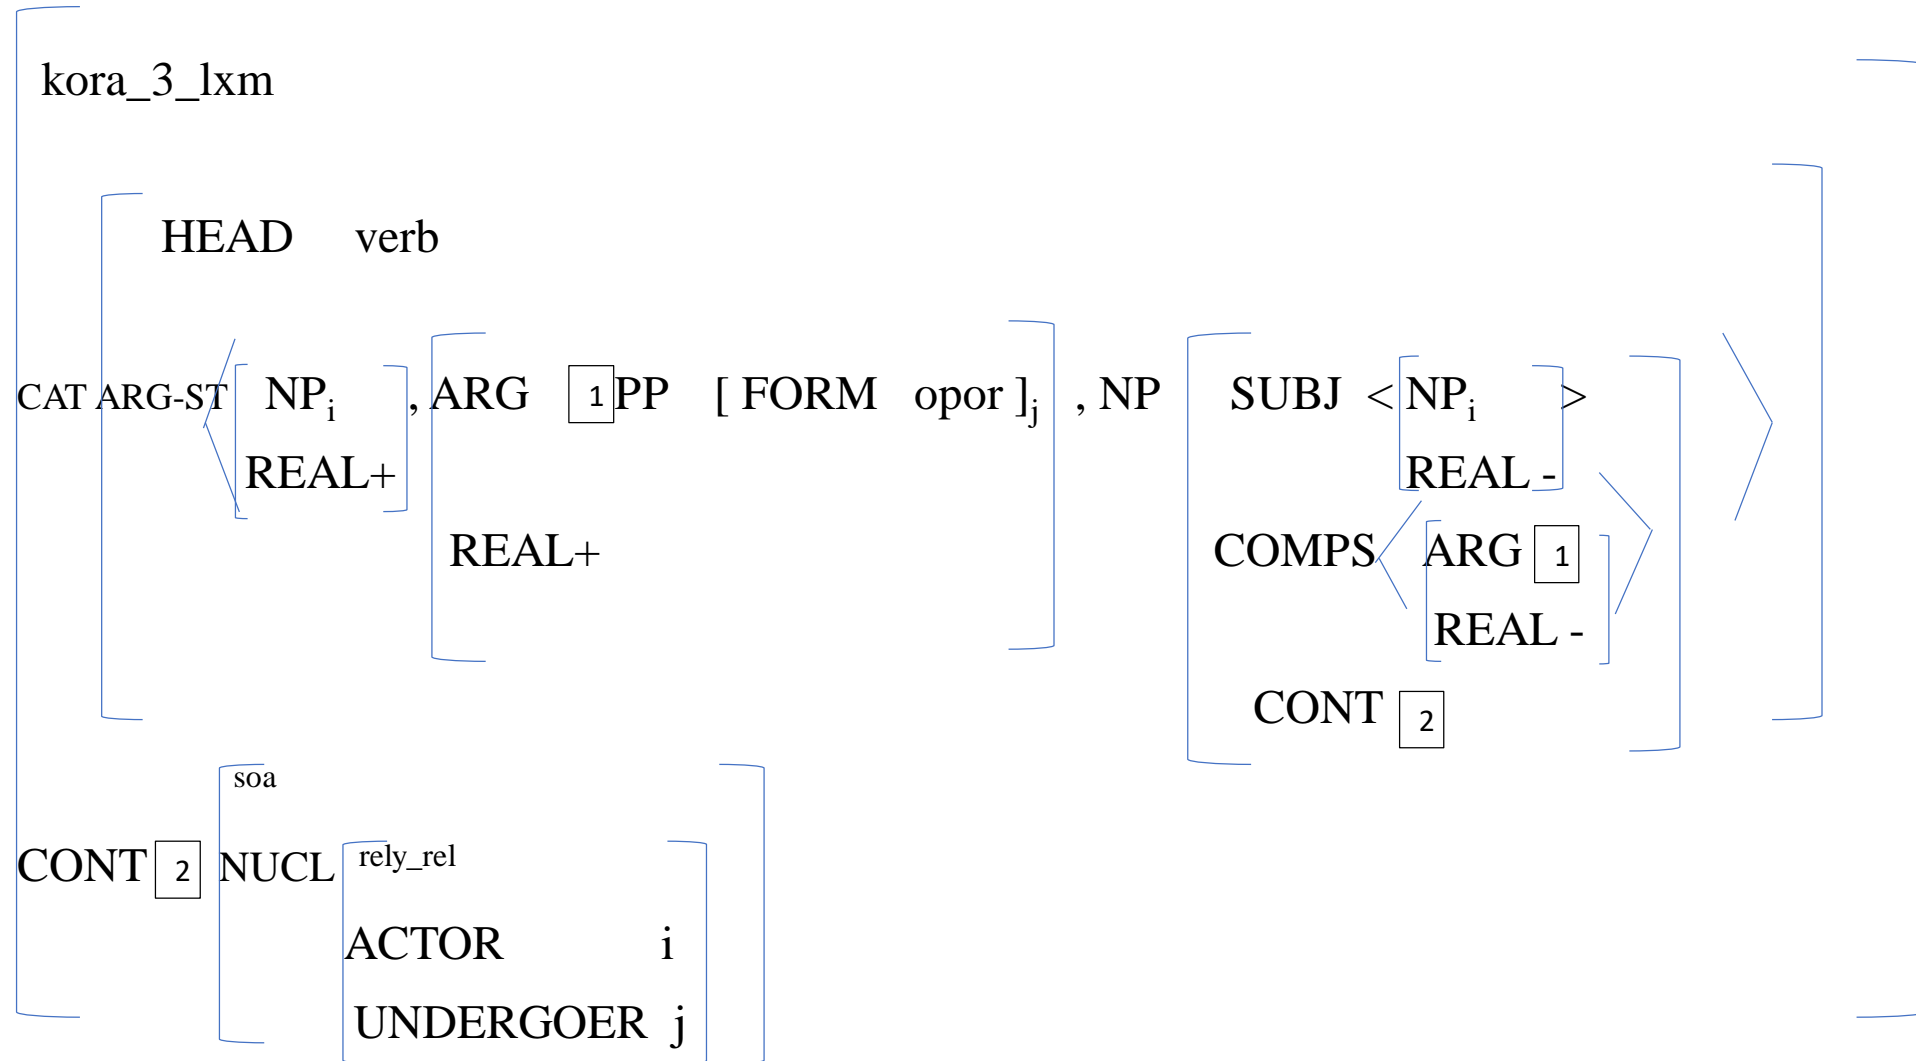 kora_3_lxm
HEAD verb
CAT ARG-ST NPi , ARG 1 PP [ FORM opor ]j , NP SUBJ < NPi >
REAL+ REAL -
REAL+ COMPS ARG 1
REAL -
CONT 2
soa
CONT 2 NUCL rely_rel
ACTOR i
UNDERGOER j